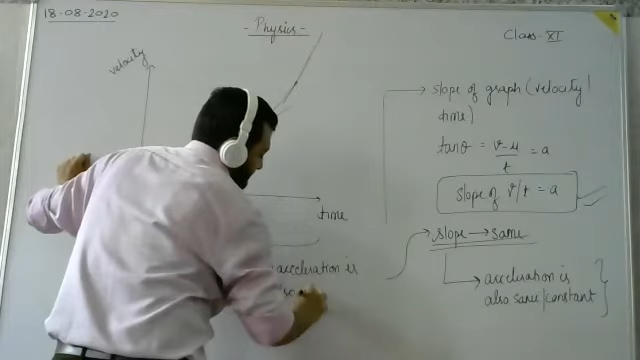 18-08-2020
- Physics -
Class-XI
velocity
time
acceleration is
slope of graph (velocity/
time)
tanθ = v-u/t = a
slope of v/t = a
slope → same
acceleration is
also same/constant